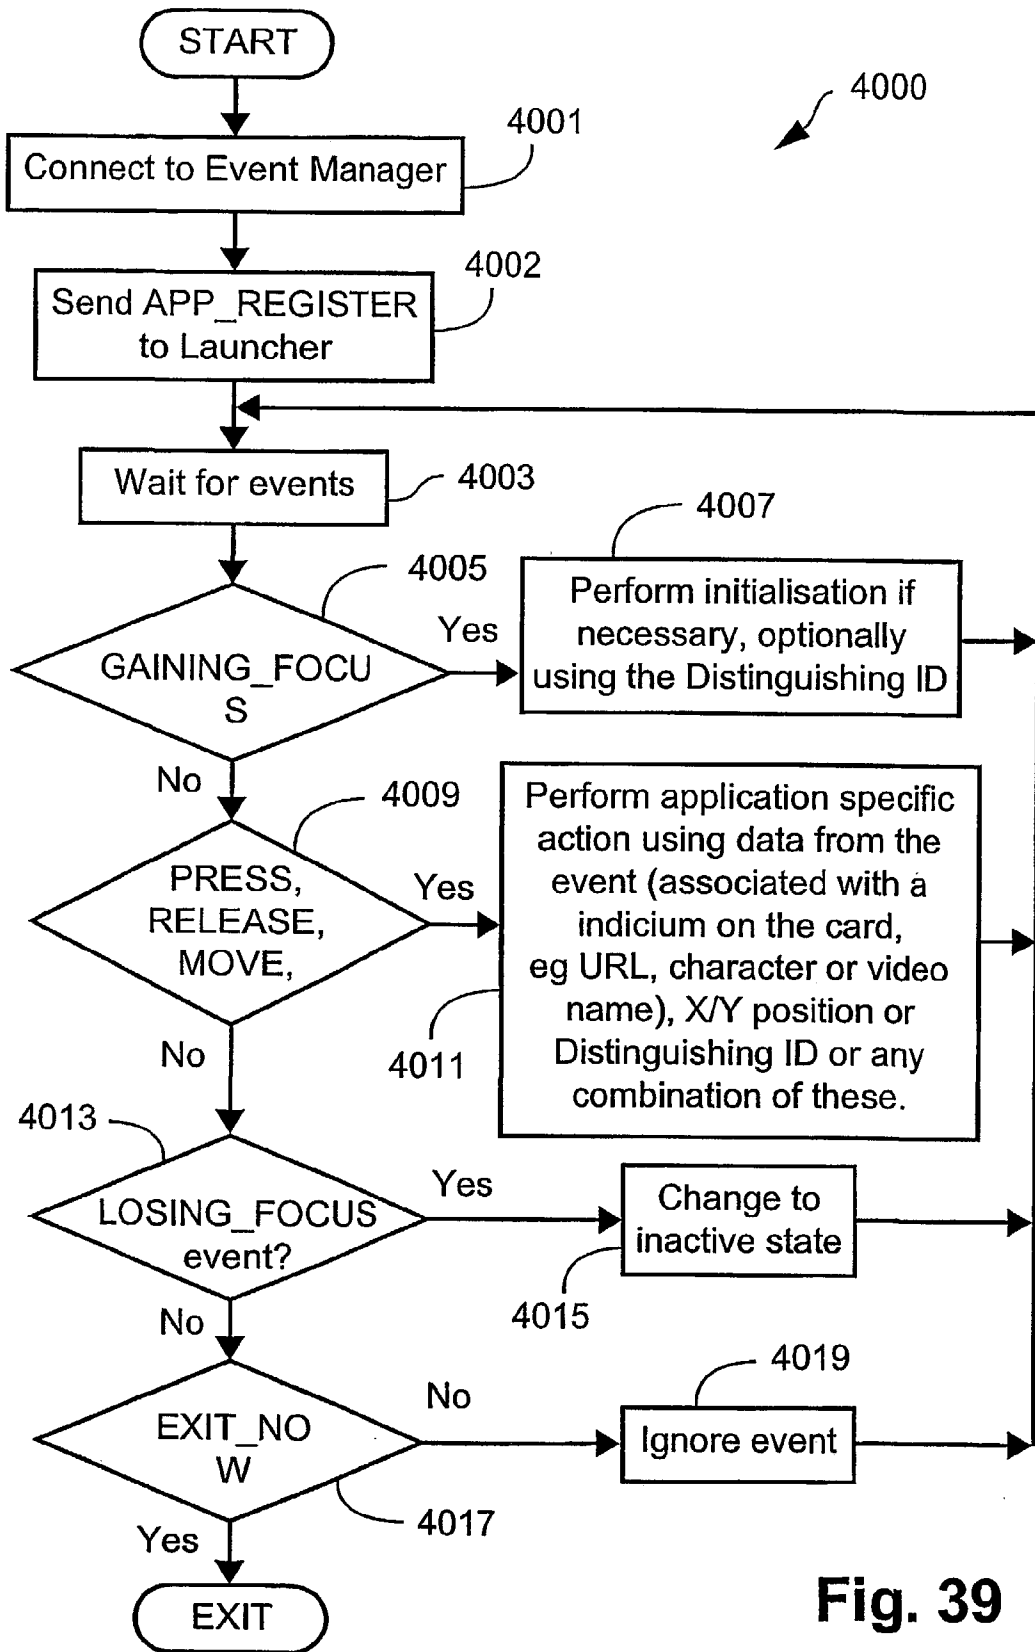 START
4000
4001
Connect to Event Manager
4002
Send APP_REGISTER
to Launcher
Wait for events
4003
4005
GAINING_FOCU
S
Yes
4007
Perform initialisation if
necessary, optionally
using the Distinguishing ID
No
4009
PRESS,
RELEASE,
MOVE,
Yes
Perform application specific
action using data from the
event (associated with a
indicium on the card,
eg URL, character or video
name), X/Y position or
Distinguishing ID or any
combination of these.
4011
No
4013
LOSING_FOCUS
event?
Yes
Change to
inactive state
4015
No
EXIT_NO
W
4017
No
4019
Ignore event
Yes
EXIT
Fig. 39